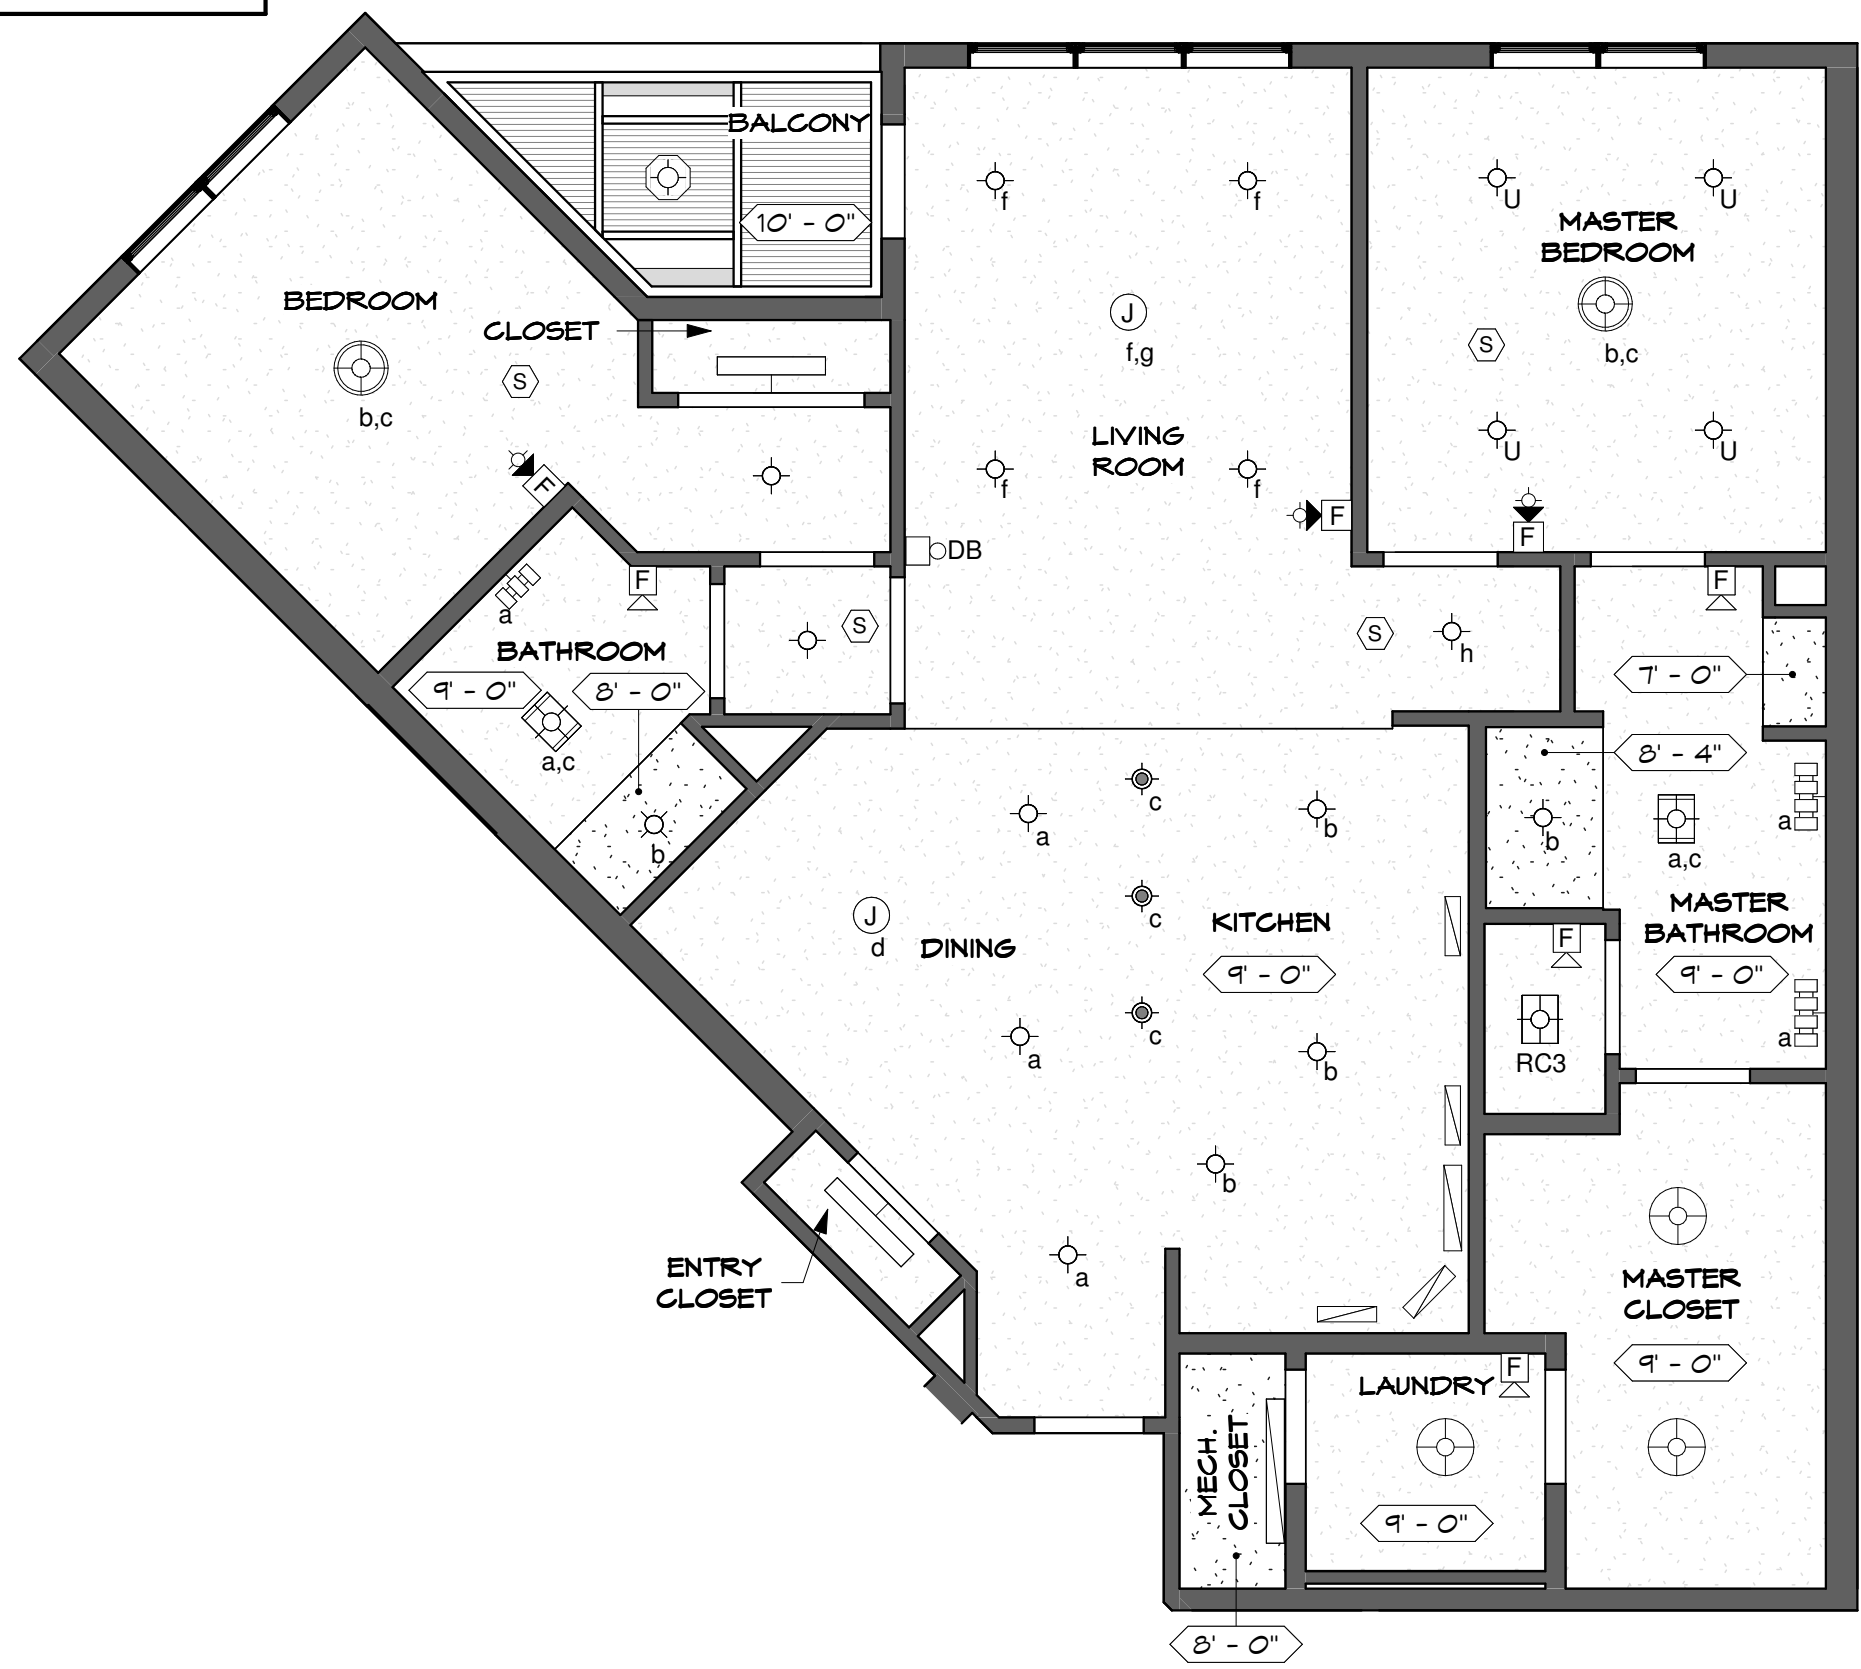 BALCONY
10' - 0"
f
f
U
U
MASTER
BEDROOM
BEDROOM
CLOSET
J
f,g
S
b,c
S
b,c
LIVING
ROOM
f
f
U
U
F
F
F
DB
F
F
a
BATHROOM
9' - 0"
8' - 0"
S
S
h
7' - 0"
a,c
b
8' - 4"
c
a
b
b
a
a,c
J
d
DINING
c
KITCHEN
9' - 0"
MASTER
BATHROOM
9' - 0"
F
c
a
b
RC3
a
b
ENTRY
CLOSET
a
MASTER
CLOSET
9' - 0"
LAUNDRY
F
MECH.
CLOSET
9' - 0"
8' - 0"